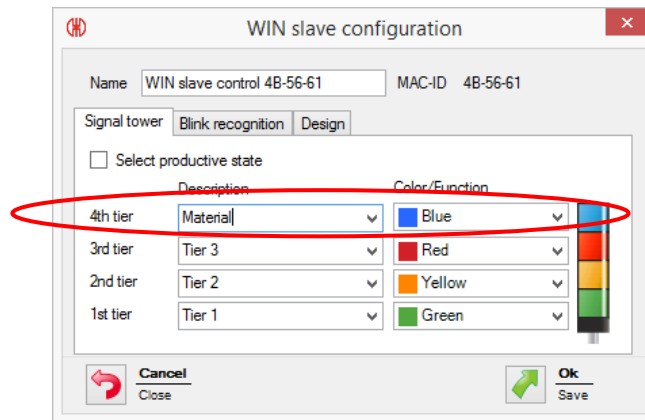 WIN slave configuration
Name WIN slave control 4B-56-61 MAC-ID 4B-56-61
Signal tower Blink recognition Design
Select productive state
Description Color/Function
4th tier Material Blue
3rd tier Tier 3 Red
2nd tier Tier 2 Yellow
1st tier Tier 1 Green
Cancel Ok
Close Save